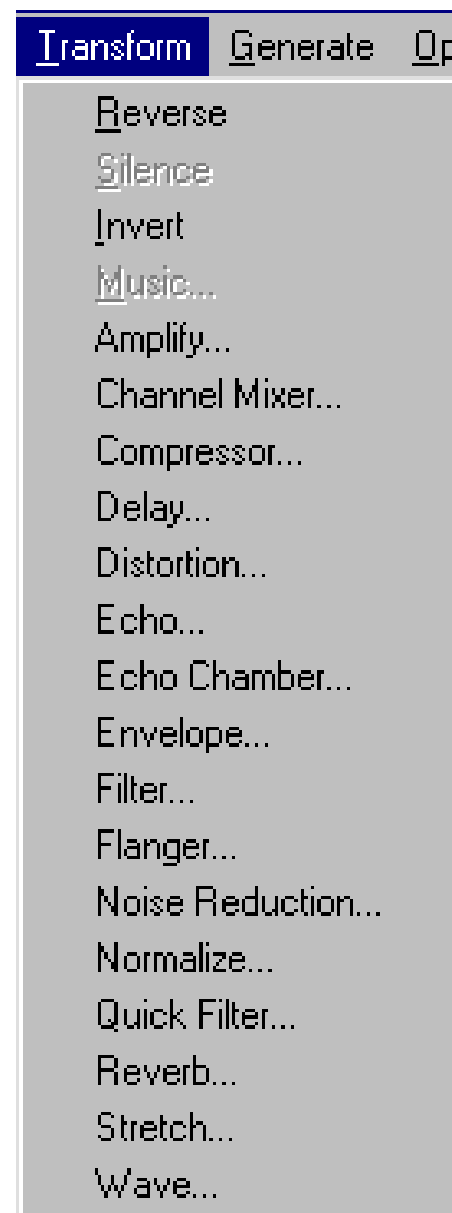 Transform Generate Op
Reverse
Silence
Invert
Music...
Amplify...
Channel Mixer...
Compressor...
Delay...
Distortion...
Echo...
Echo Chamber...
Envelope...
Filter...
Flanger...
Noise Reduction...
Normalize...
Quick Filter...
Reverb...
Stretch...
Wave...